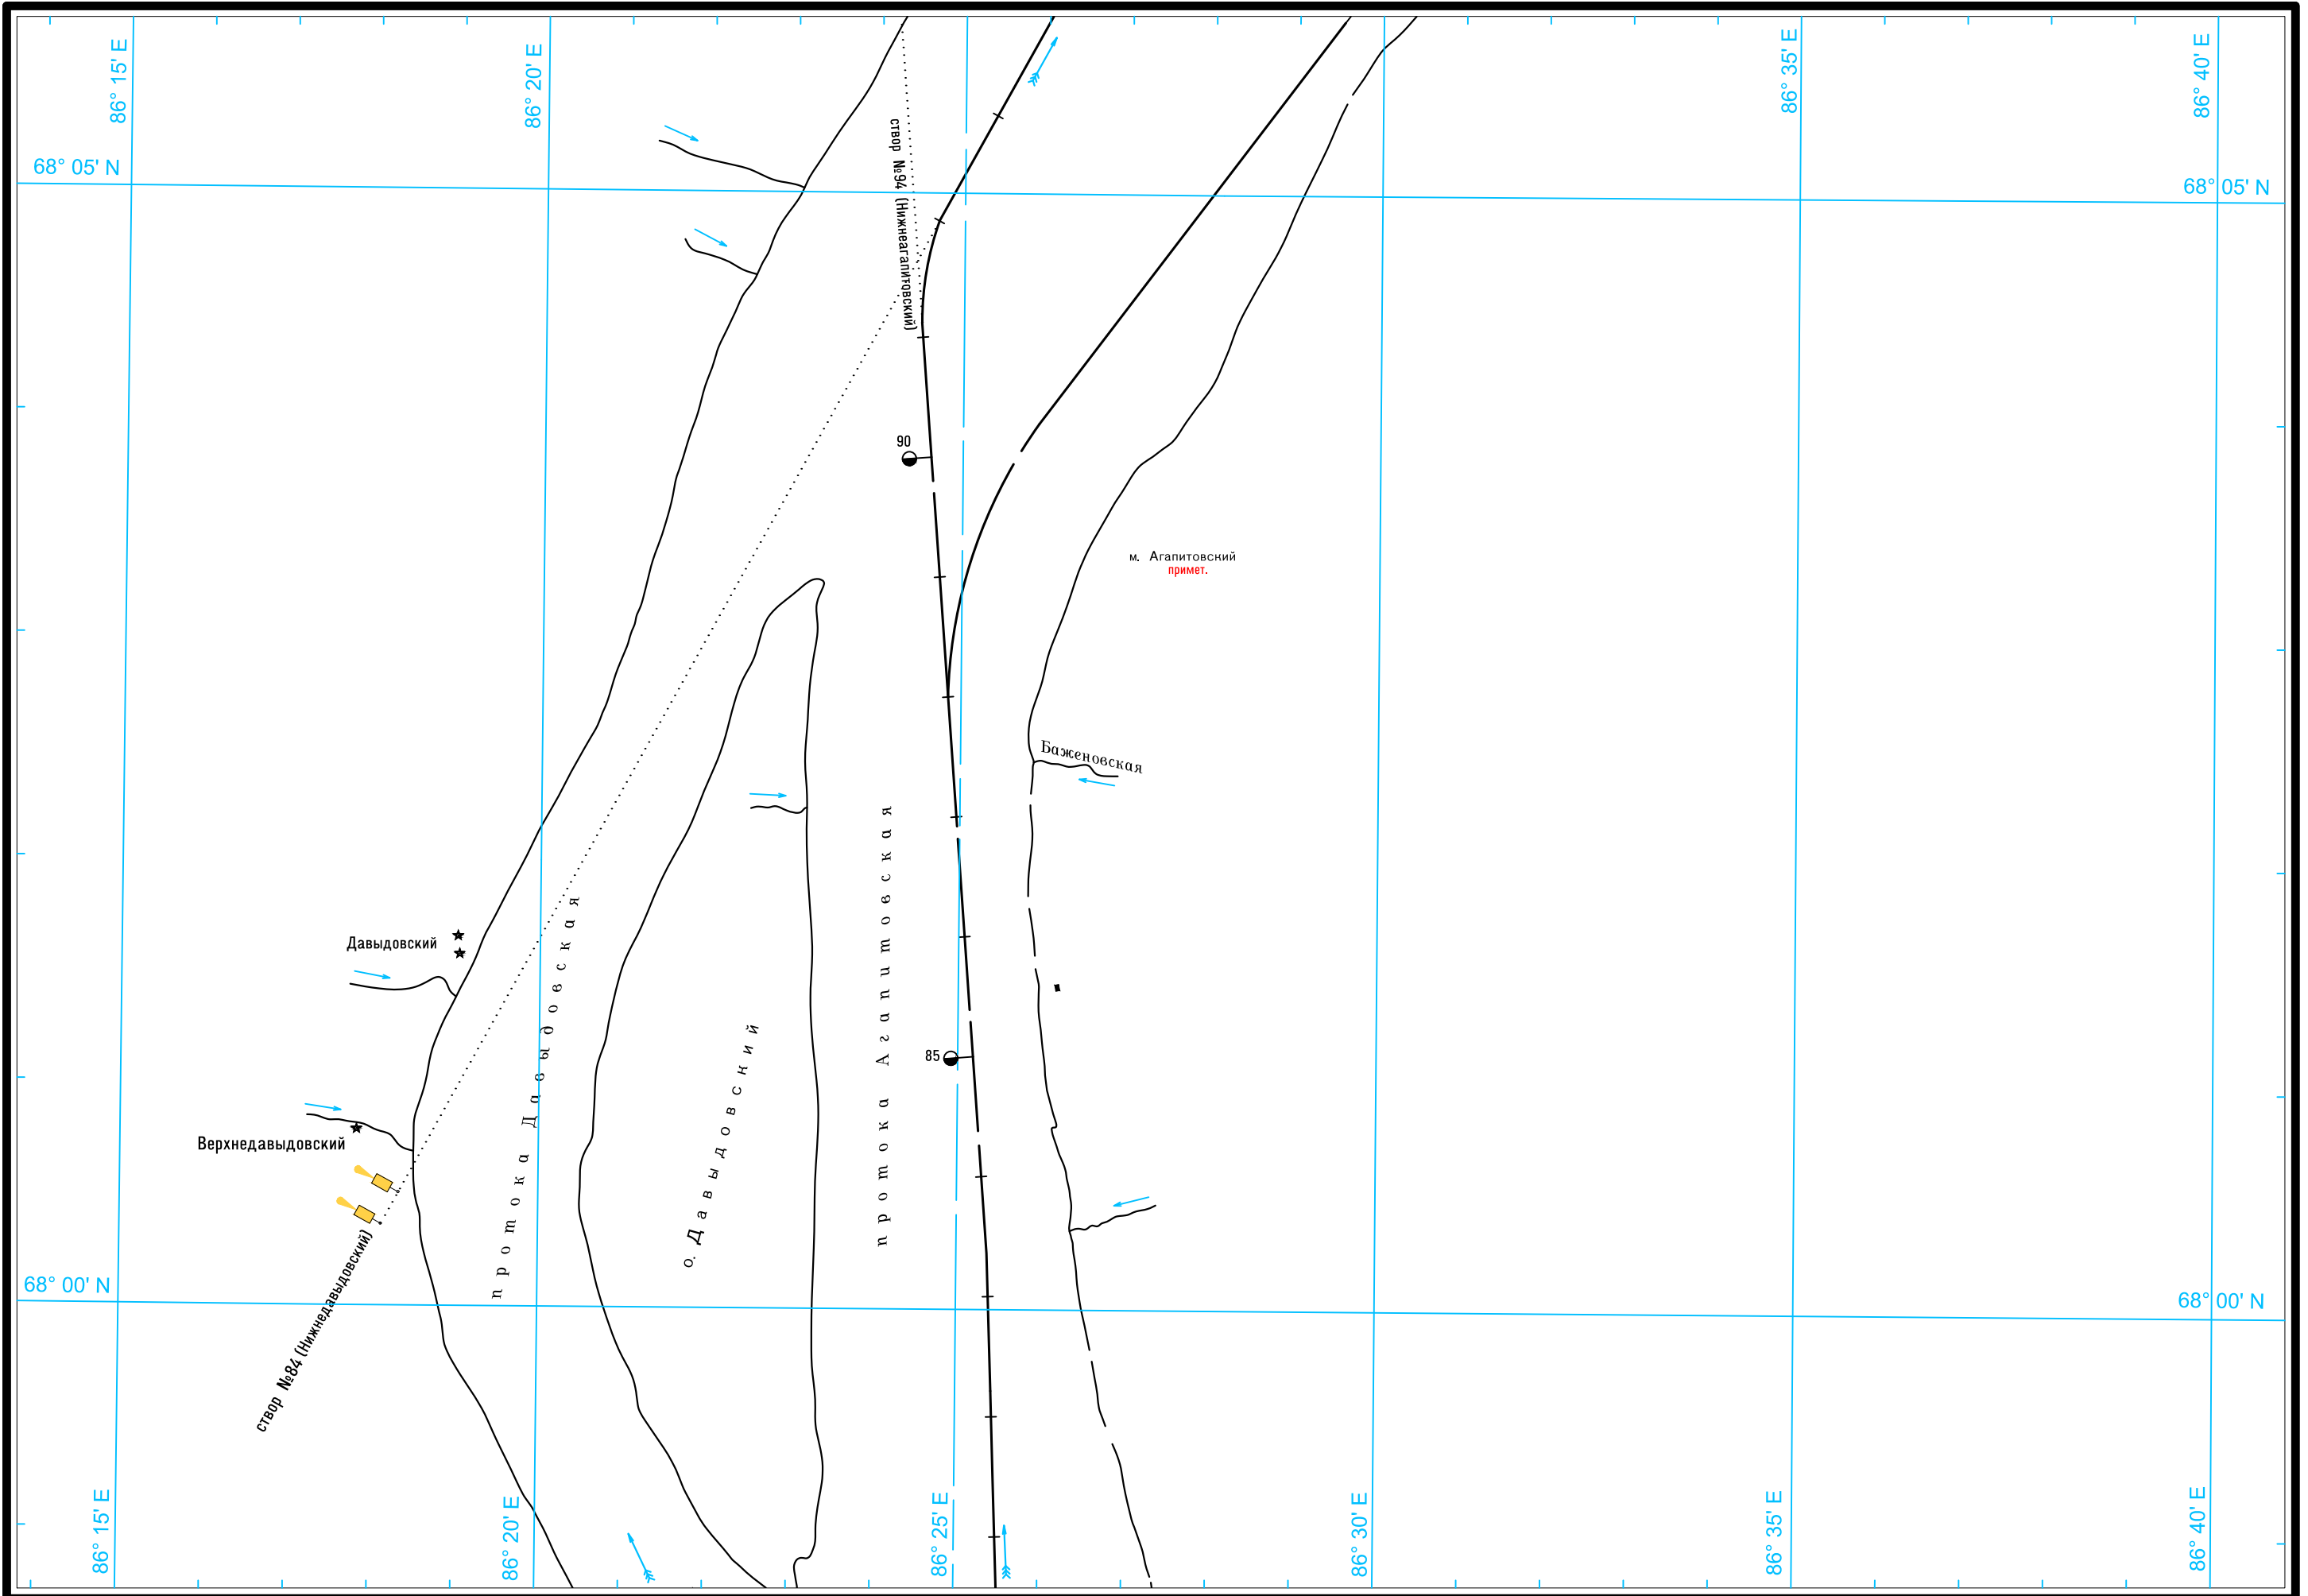 86° 15' E
86° 20' E
86° 35' E
86° 40' E
68° 05' N
68° 05' N
створ №94 (Нижнеагапитовский)
90
м. Агапитовский
примет.
Баженовская
Давыдовский
протока Давыдовская
о. Давыдовский
протока Агапитовская
85
Верхнедавыдовский
створ №84 (Нижнедавыдовский)
68° 00' N
68° 00' N
86° 15' E
86° 20' E
86° 25' E
86° 30' E
86° 35' E
86° 40' E